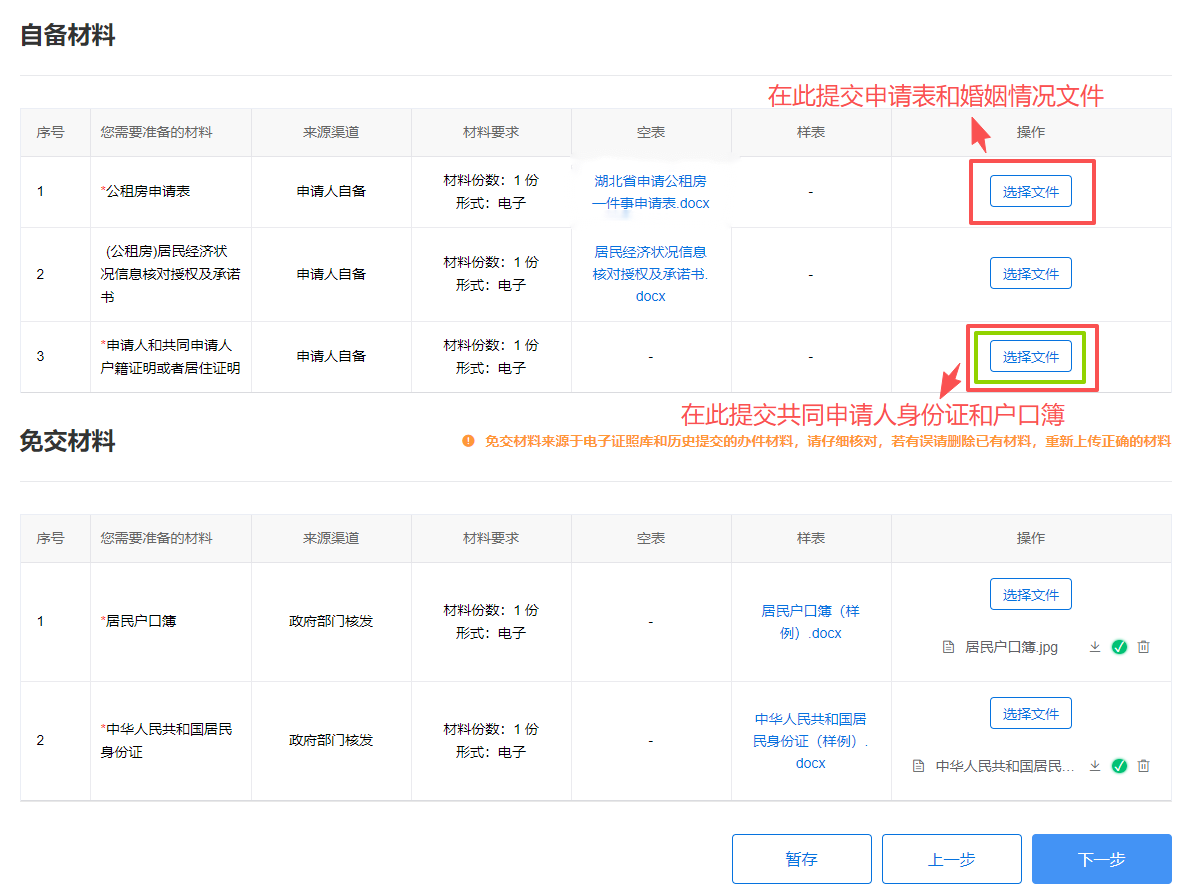 自备材料
在此提交申请表和婚姻情况文件
序号 您需要准备的材料 来源渠道 材料要求 空表 样表 操作
1 *公租房申请表 申请人自备 材料份数：1 份 形式：电子 湖北省申请公租房一件事申请表.docx - 选择文件
2 (公租房)居民经济状况信息核对授权及承诺书 申请人自备 材料份数：1 份 形式：电子 居民经济状况信息核对授权及承诺书.docx - 选择文件
3 *申请人和共同申请人户籍证明或者居住证明 申请人自备 材料份数：1 份 形式：电子 - - 选择文件
在此提交共同申请人身份证和户口簿
免交材料
免交材料来源于电子证照库和历史提交的办件材料，请仔细核对，若有误请删除已有材料，重新上传正确的材料
序号 您需要准备的材料 来源渠道 材料要求 空表 样表 操作
1 *居民户口簿 政府部门核发 材料份数：1 份 形式：电子 - 居民户口簿（样例）.docx 选择文件
居民户口簿.jpg
2 *中华人民共和国居民身份证 政府部门核发 材料份数：1 份 形式：电子 - 中华人民共和国居民身份证（样例）.docx 选择文件
中华人民共和国居民...
暂存 上一步 下一步